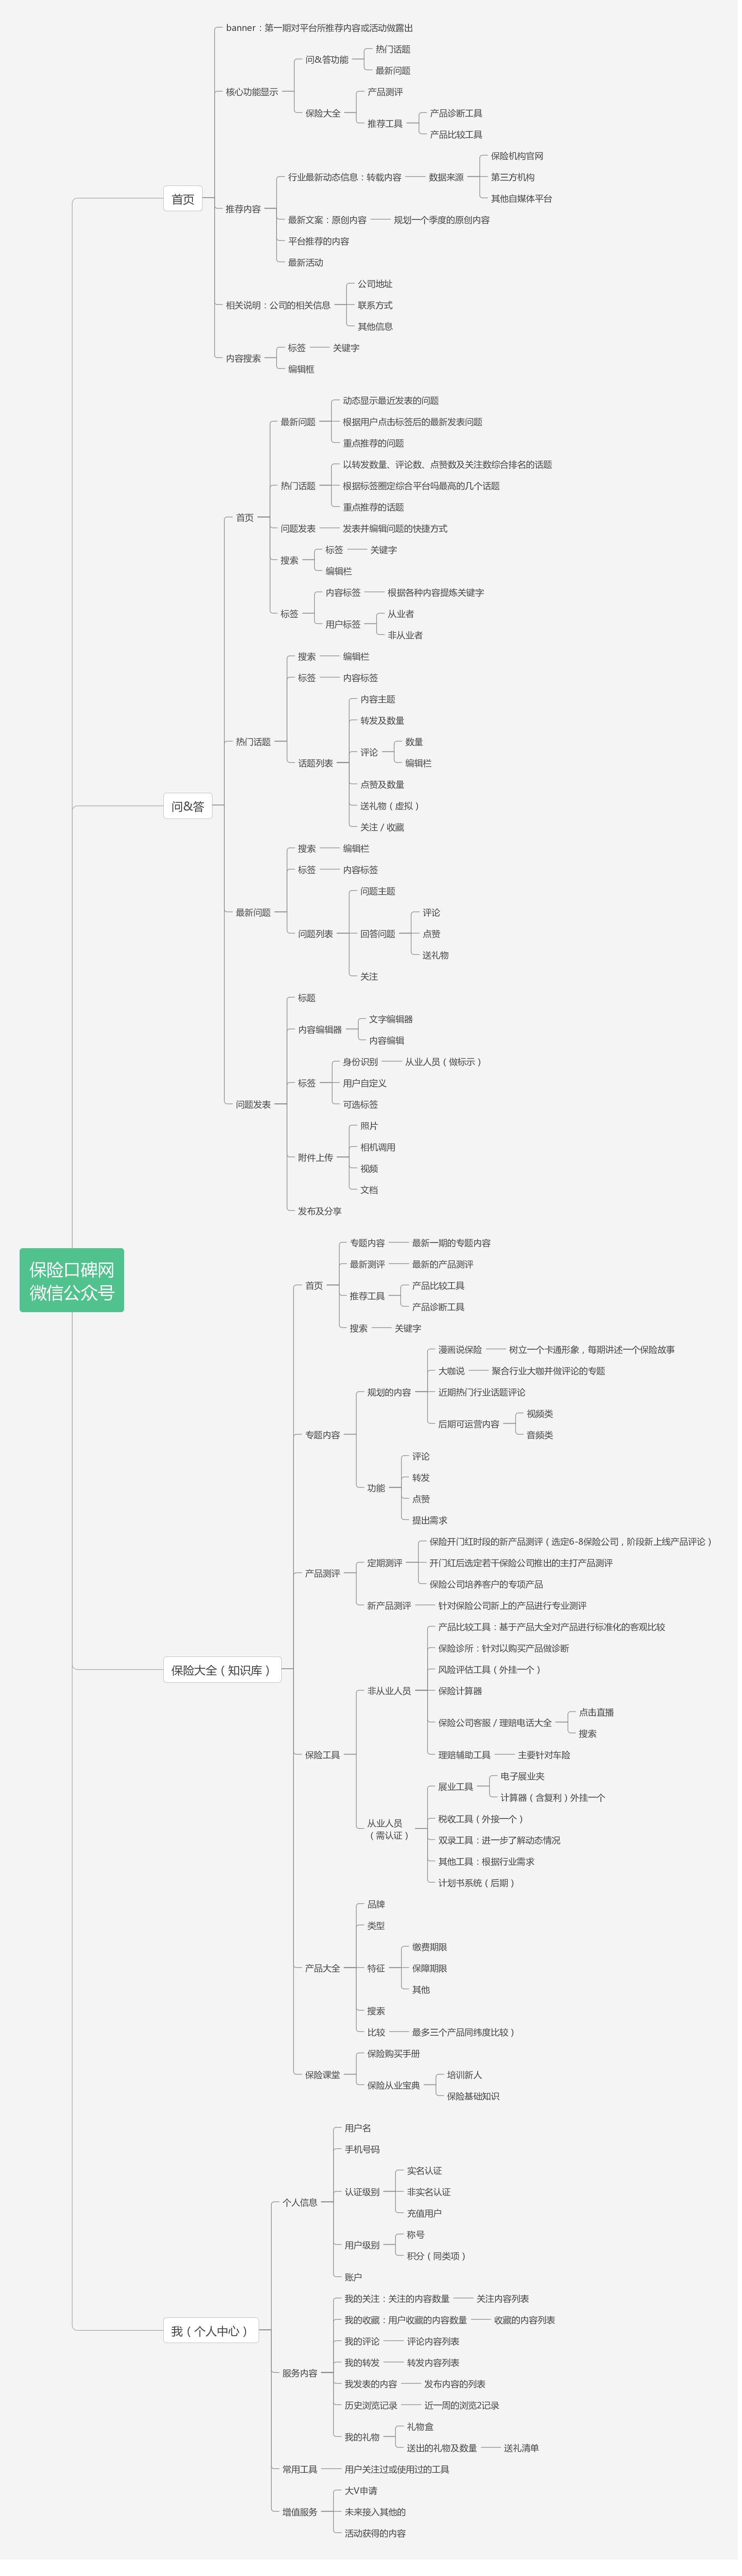 保险口碑网
微信公众号
首页
banner：第一期对平台所推荐内容或活动做露出
核心功能显示
问&答功能
热门话题
最新问题
保险大全
产品测评
推荐工具
产品诊断工具
产品比较工具
推荐内容
行业最新动态信息：转载内容
数据来源
保险机构官网
第三方机构
其他自媒体平台
最新文案：原创内容
规划一个季度的原创内容
平台推荐的内容
最新活动
相关说明：公司的相关信息
公司地址
联系方式
其他信息
内容搜索
标签
关键字
编辑框
问&答
首页
最新问题
动态显示最近发表的问题
根据用户点击标签后的最新发表问题
重点推荐的问题
热门话题
以转发数量、评论数、点赞数及关注数综合排名的话题
根据标签圈定综合平台吗最高的几个话题
重点推荐的话题
问题发表
发表并编辑问题的快捷方式
搜索
标签
关键字
编辑栏
标签
内容标签
根据各种内容提炼关键字
用户标签
从业者
非从业者
热门话题
搜索
编辑栏
标签
内容标签
话题列表
内容主题
转发及数量
评论
数量
编辑栏
点赞及数量
送礼物（虚拟）
关注 / 收藏
最新问题
搜索
编辑栏
标签
内容标签
问题列表
问题主题
回答问题
评论
点赞
送礼物
关注
问题发表
标题
内容编辑器
文字编辑器
内容编辑
标签
身份识别
从业人员（做标示）
用户自定义
可选标签
附件上传
照片
相机调用
视频
文档
发布及分享
保险大全（知识库）
首页
专题内容
最新一期的专题内容
最新测评
最新的产品测评
推荐工具
产品比较工具
产品诊断工具
搜索
关键字
专题内容
规划的内容
漫画说保险
树立一个卡通形象，每期讲述一个保险故事
大咖说
聚合行业大咖并做评论的专题
近期热门行业话题评论
后期可运营内容
视频类
音频类
功能
评论
转发
点赞
提出需求
产品测评
定期测评
保险开门红时段的新产品测评（选定6-8保险公司，阶段新上线产品评论）
开门红后选定若干保险公司推出的主打产品测评
保险公司培养客户的专项产品
新产品测评
针对保险公司新上的产品进行专业测评
保险工具
非从业人员
产品比较工具：基于产品大全对产品进行标准化的客观比较
保险诊所：针对以购买产品做诊断
风险评估工具（外挂一个）
保险计算器
保险公司客服 / 理赔电话大全
点击直播
搜索
理赔辅助工具
主要针对车险
从业人员
（需认证）
展业工具
电子展业夹
计算器（含复利）外挂一个
税收工具（外接一个）
双录工具：进一步了解动态情况
其他工具：根据行业需求
计划书系统（后期）
产品大全
品牌
类型
特征
缴费期限
保障期限
其他
搜索
比较
最多三个产品同纬度比较）
保险课堂
保险购买手册
保险从业宝典
培训新人
保险基础知识
我（个人中心）
个人信息
用户名
手机号码
认证级别
实名认证
非实名认证
充值用户
用户级别
称号
积分（同类项）
账户
服务内容
我的关注：关注的内容数量
关注内容列表
我的收藏：用户收藏的内容数量
收藏的内容列表
我的评论
评论内容列表
我的转发
转发内容列表
我发表的内容
发布内容的列表
历史浏览记录
近一周的浏览2记录
我的礼物
礼物盒
送出的礼物及数量
送礼清单
常用工具
用户关注过或使用过的工具
增值服务
大V申请
未来接入其他的
活动获得的内容